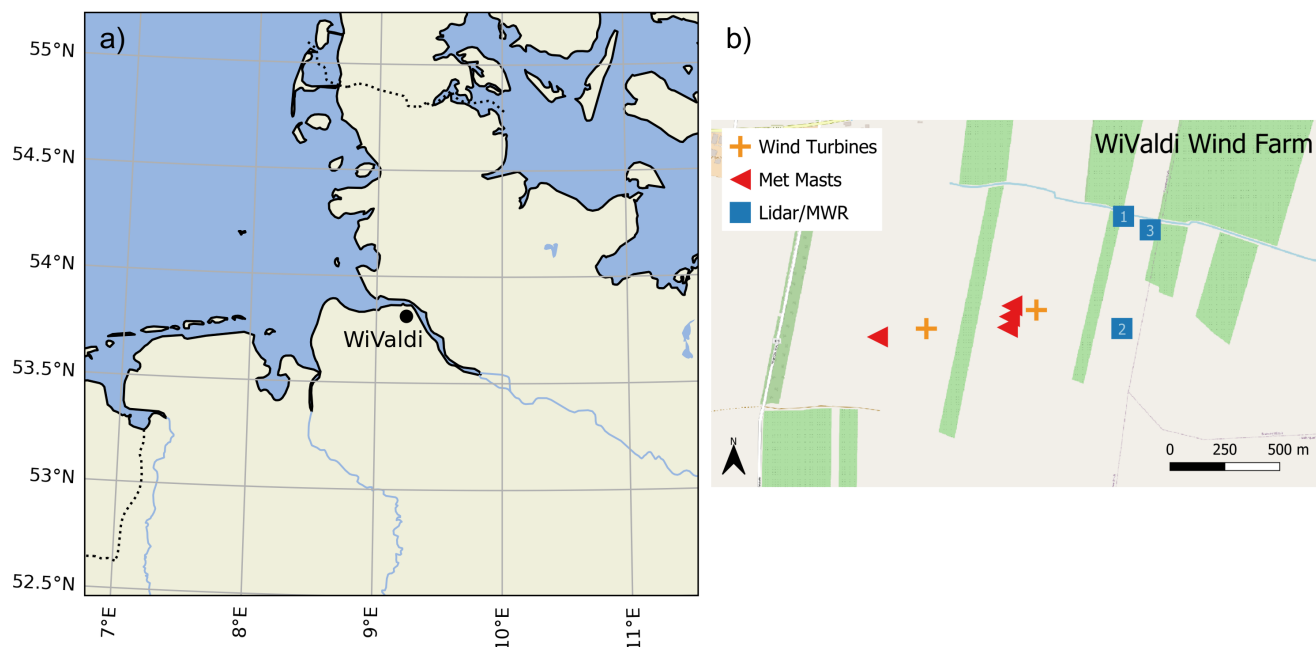 a)
55°N
54.5°N
54°N
53.5°N
53°N
52.5°N
WiValdi
7°E
8°E
9°E
10°E
11°E
b)
WiValdi Wind Farm
Wind Turbines
Met Masts
Lidar/MWR
1
3
2
N
0 250 500 m